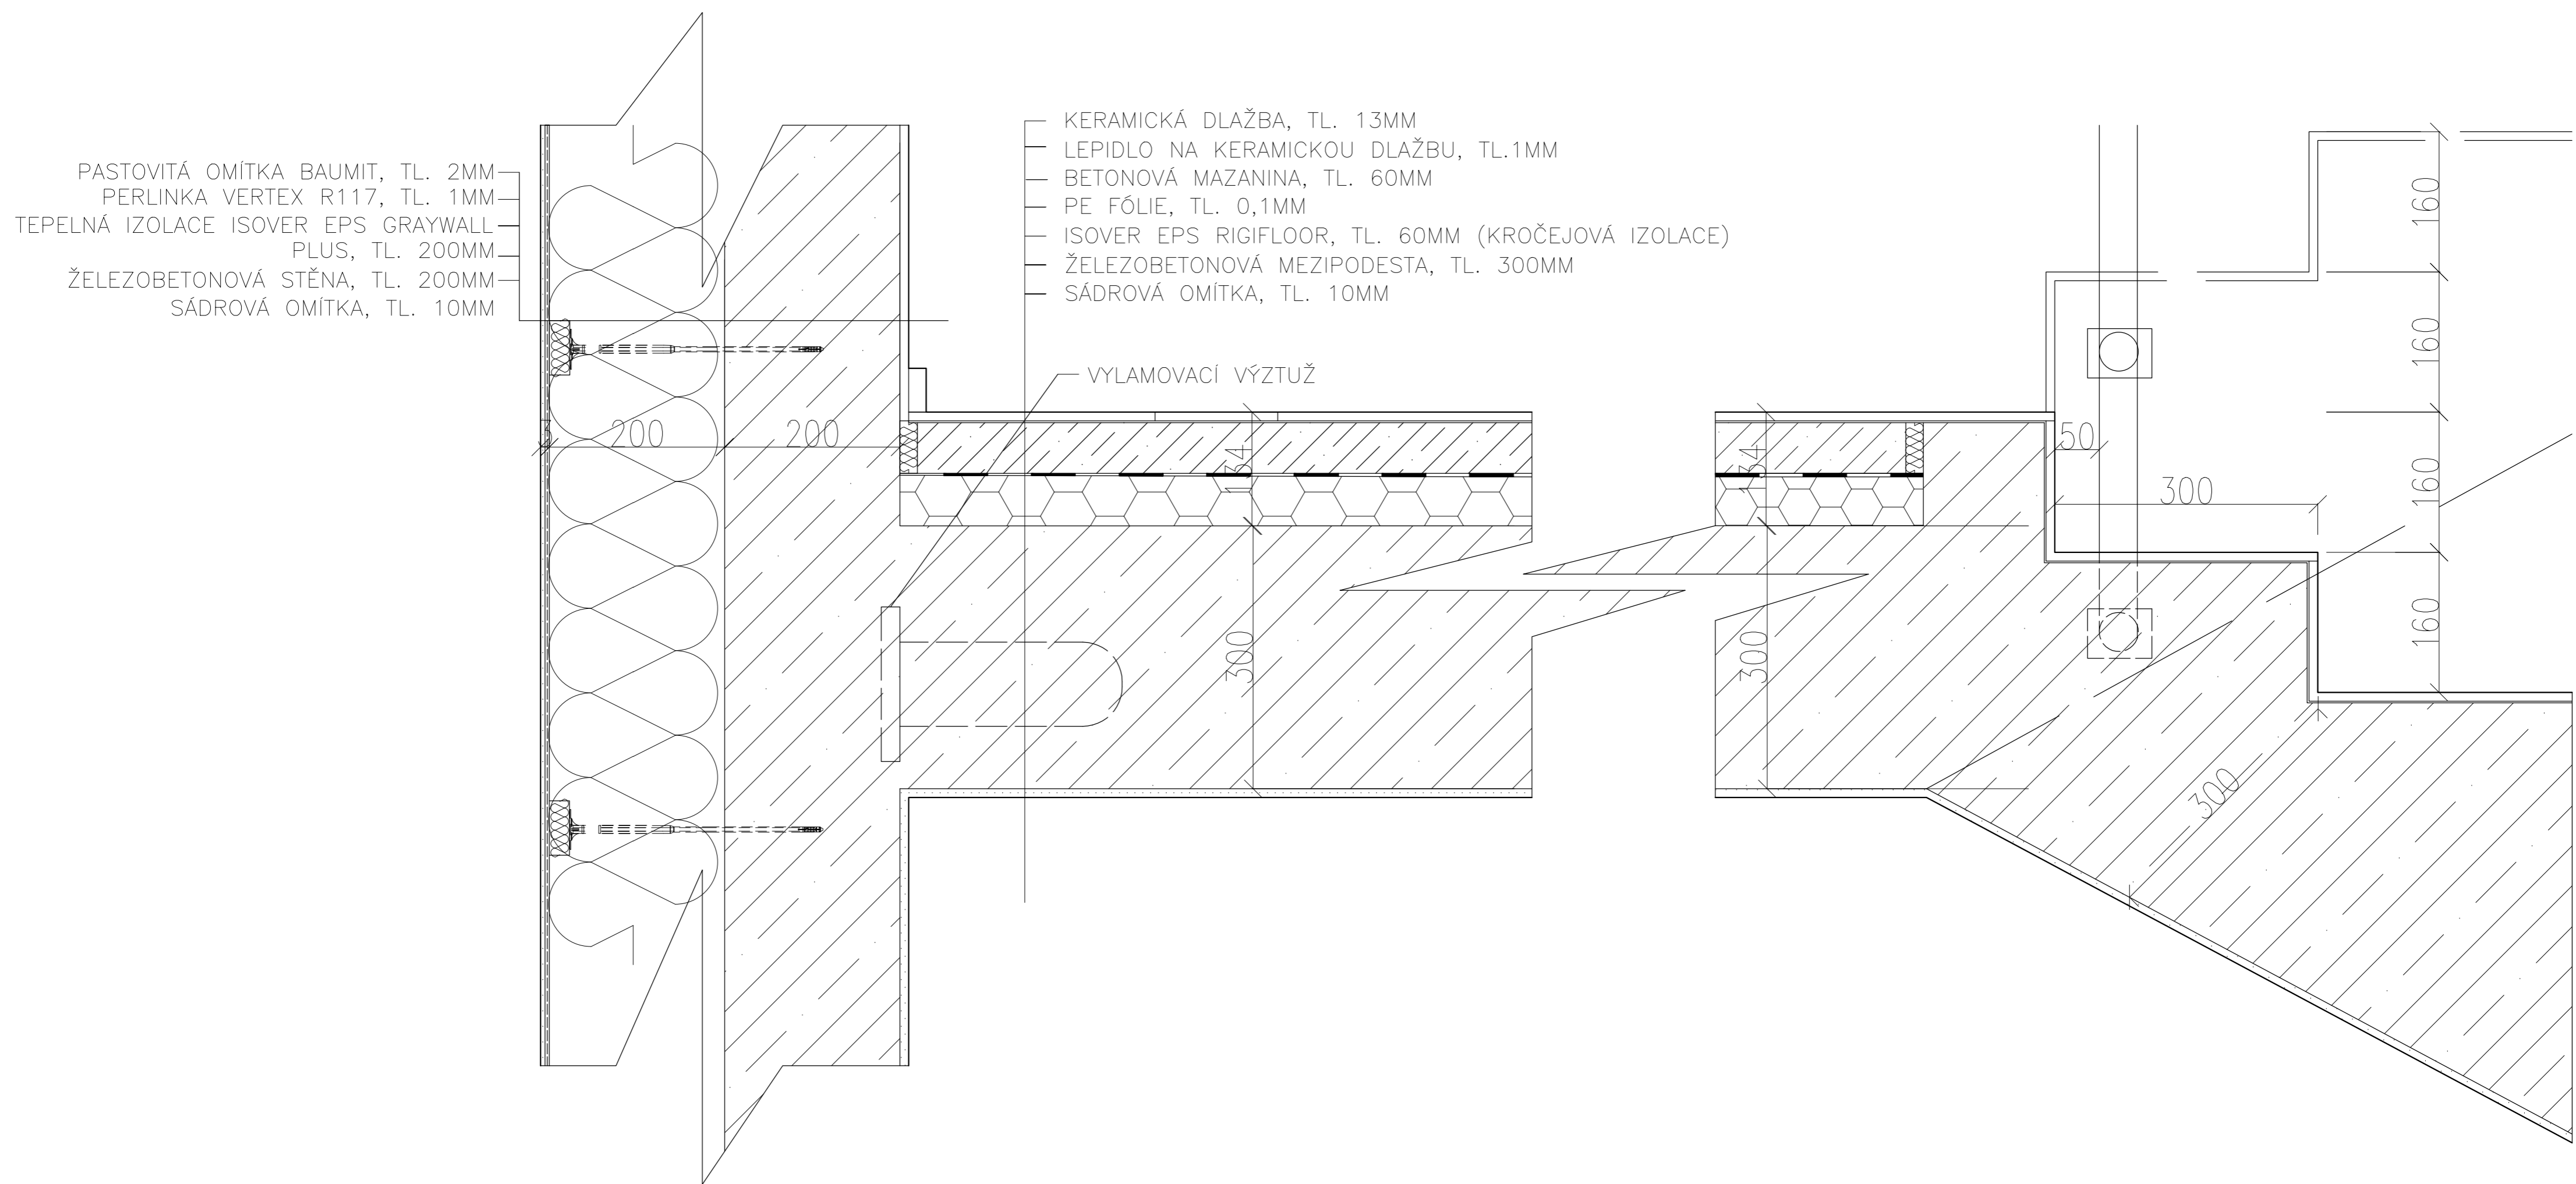 PASTOVITÁ OMÍTKA BAUMIT, TL. 2MM
PERLINKA VERTEX R117, TL. 1MM
TEPELNÁ IZOLACE ISOVER EPS GRAYWALL
PLUS, TL. 200MM
ŽELEZOBETONOVÁ STĚNA, TL. 200MM
SÁDROVÁ OMÍTKA, TL. 10MM
KERAMICKÁ DLAŽBA, TL. 13MM
LEPIDLO NA KERAMICKOU DLAŽBU, TL.1MM
BETONOVÁ MAZANINA, TL. 60MM
PE FÓLIE, TL. 0,1MM
ISOVER EPS RIGIFLOOR, TL. 60MM (KROČEJOVÁ IZOLACE)
ŽELEZOBETONOVÁ MEZIPODESTA, TL. 300MM
SÁDROVÁ OMÍTKA, TL. 10MM
VYLAMOVACÍ VÝZTUŽ
200
200
134
300
134
300
50
300
300
160
160
160
160